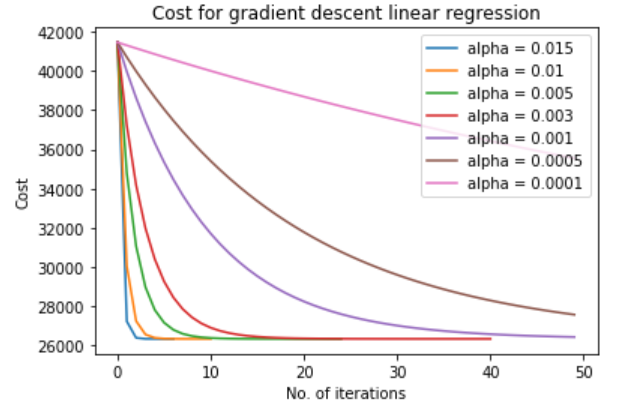 Cost for gradient descent linear regression
42000
40000
38000
36000
34000
32000
30000
28000
26000
Cost
alpha = 0.015
alpha = 0.01
alpha = 0.005
alpha = 0.003
alpha = 0.001
alpha = 0.0005
alpha = 0.0001
0 10 20 30 40 50
No. of iterations